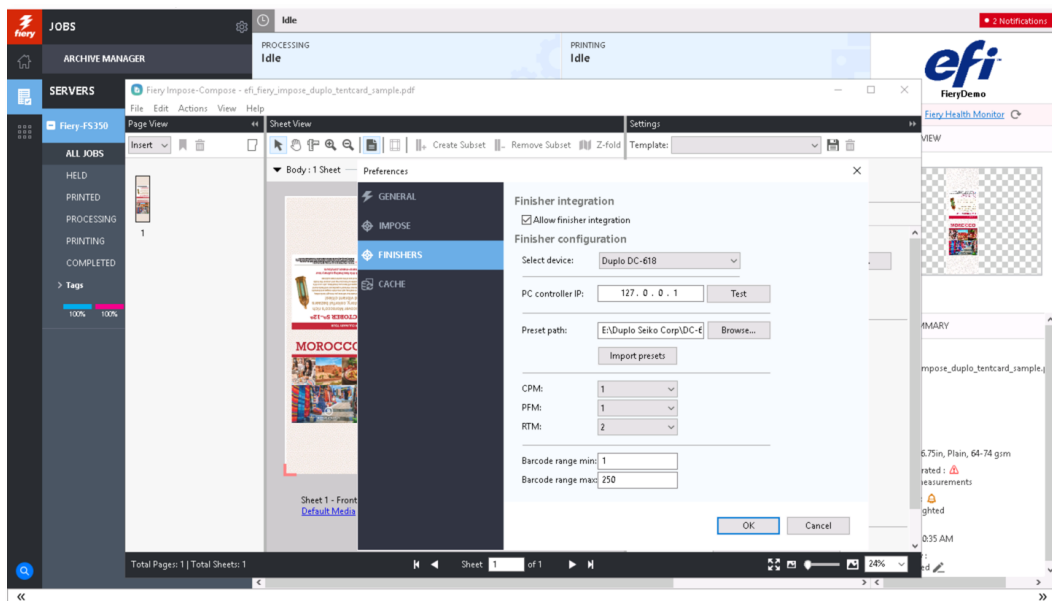 fiery
JOBS
Idle
2 Notifications
ARCHIVE MANAGER
PROCESSING
Idle
PRINTING
Idle
efi
FieryDemo
SERVERS
Fiery Impose-Compose - efi_fiery_impose_duplo_tentcard_sample.pdf
File Edit Actions View Help
Fiery Health Monitor
Fiery-FS350
Page View
Sheet View
Settings
VIEW
Insert
Create Subset
Remove Subset
Z-fold
Template:
ALL JOBS
HELD
PRINTED
PROCESSING
PRINTING
COMPLETED
Tags
100% 100%
1
Body : 1 Sheet
Preferences
GENERAL
IMPOSE
FINISHERS
CACHE
Finisher integration
Allow finisher integration
Finisher configuration
Select device: Duplo DC-618
PC controller IP: 127 . 0 . 0 . 1 Test
Preset path: E:\Duplo Seiko Corp\DC-6 Browse...
Import presets
CPM: 1
PFM: 1
RTM: 2
Barcode range min: 1
Barcode range max: 250
OK Cancel
MOROCCO
MOROCCO
Sheet 1 - Front
Default Media
MMARY
mpose_duplo_tentcard_sample.p
6.75in, Plain, 64-74 gsm
rated :
easurements
ghted
0:35 AM
ed
Total Pages: 1 | Total Sheets: 1
Sheet 1 of 1
24%